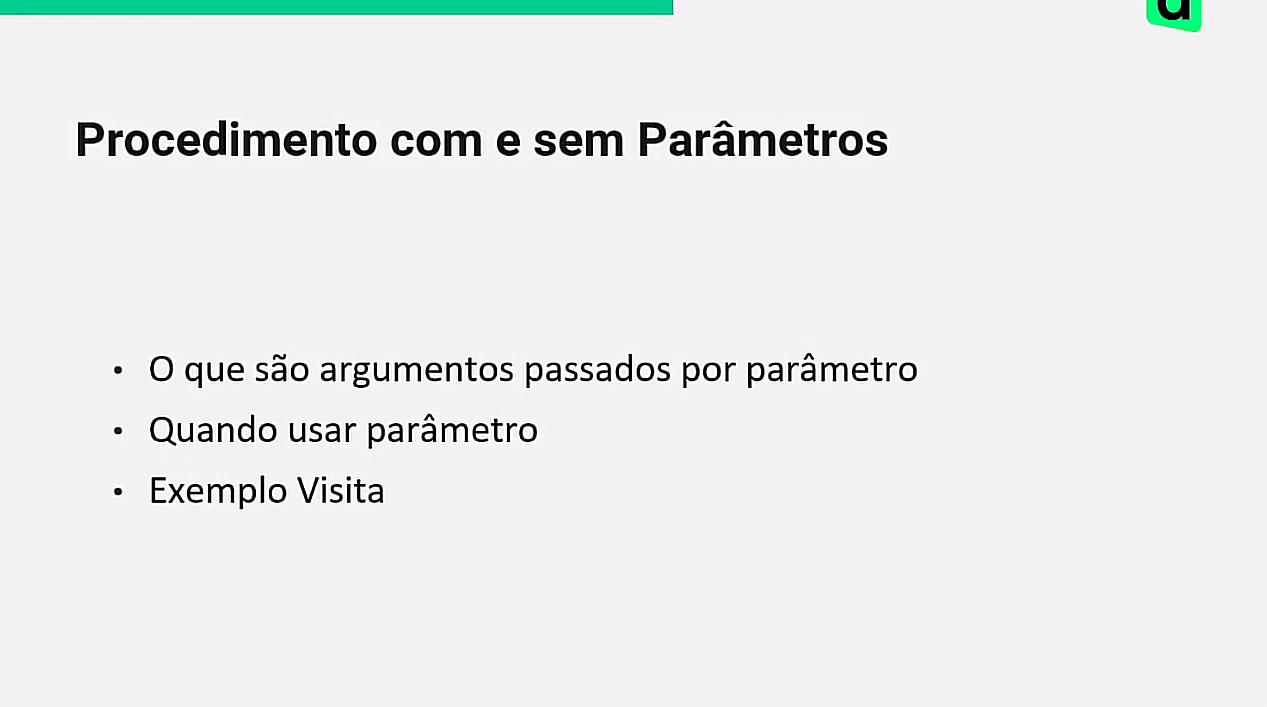 d
Procedimento com e sem Parâmetros
• O que são argumentos passados por parâmetro
• Quando usar parâmetro
• Exemplo Visita